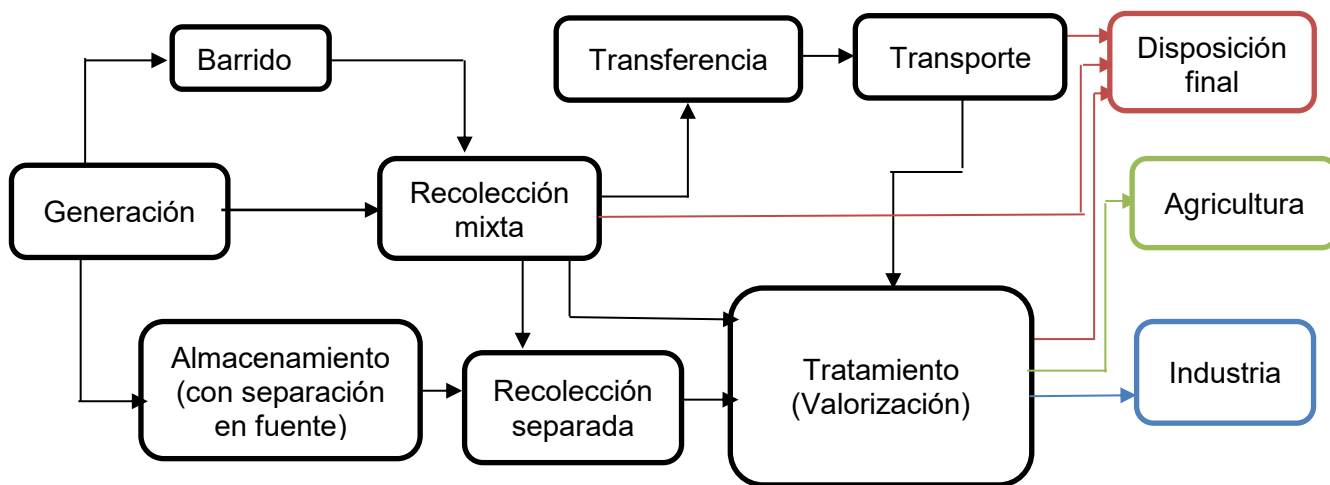 Barrido
Transferencia
Transporte
Disposición
final
Generación
Recolección
mixta
Agricultura
Almacenamiento
(con separación
en fuente)
Recolección
separada
Tratamiento
(Valorización)
Industria